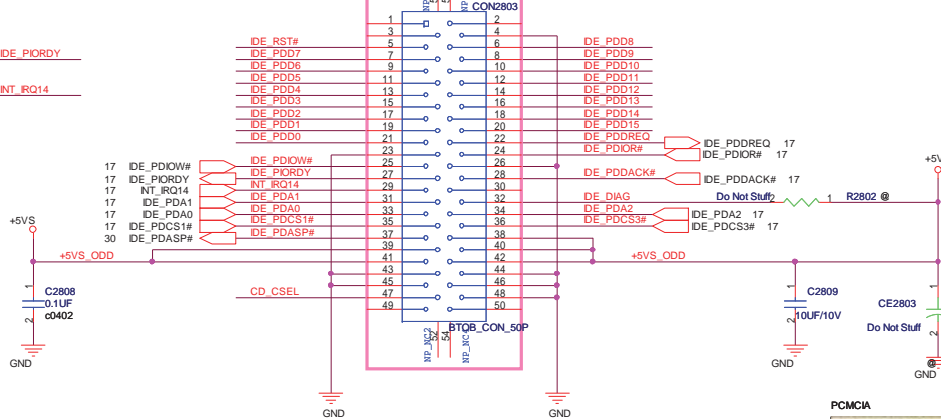 CON2803
1 2
3 4
IDE_RST# 5 6 IDE_PDD8
IDE_PIORDY
IDE_PDD7 7 8 IDE_PDD9
IDE_PDD6 9 10 IDE_PDD10
IDE_PDD5 11 12 IDE_PDD11
INT_IRQ14
IDE_PDD4 13 14 IDE_PDD12
IDE_PDD3 15 16 IDE_PDD13
IDE_PDD2 17 18 IDE_PDD14
IDE_PDD1 19 20 IDE_PDD15
IDE_PDD0 21 22 IDE_PDDREQ IDE_PDDREQ 17
23 24 IDE_PDIOR# IDE_PDIOR# 17
17 IDE_PDIOW# IDE_PDIOW# 25 26
17 IDE_PIORDY IDE_PIORDY 27 28 IDE_PDDACK# IDE_PDDACK# 17
17 INT_IRQ14 INT_IRQ14 29 30
17 IDE_PDA1 IDE_PDA1 31 32 IDE_DIAG Do Not Stuff 2 1 R2802 @
17 IDE_PDA0 IDE_PDA0 33 34 IDE_PDA2 IDE_PDA2 17
17 IDE_PDCS1# IDE_PDCS1# 35 36 IDE_PDCS3# IDE_PDCS3# 17
30 IDE_PDASP# IDE_PDASP# 37 38
+5VS
39 40
+5VS_ODD 41 42 +5VS_ODD
43 44
45 46
CD_CSEL 47 48
49 50
1 C2808
0.1UF
c0402
2
GND
NP_NC2 52 54
BTOB_CON_50P
GND
GND
1 C2809
10UF/10V
2
GND
1
CE2803
Do Not Stuff
2
@
GND
PCMCIA